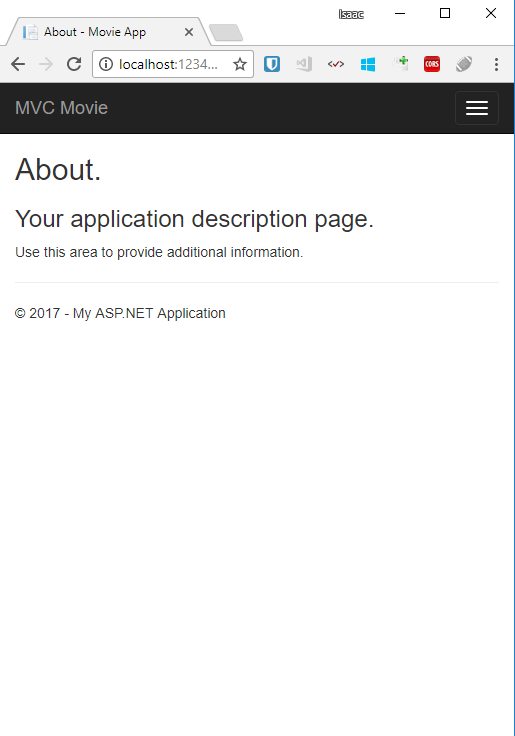 Isaac
About - Movie App
localhost:1234...
CORS
MVC Movie
About.
Your application description page.
Use this area to provide additional information.
© 2017 - My ASP.NET Application